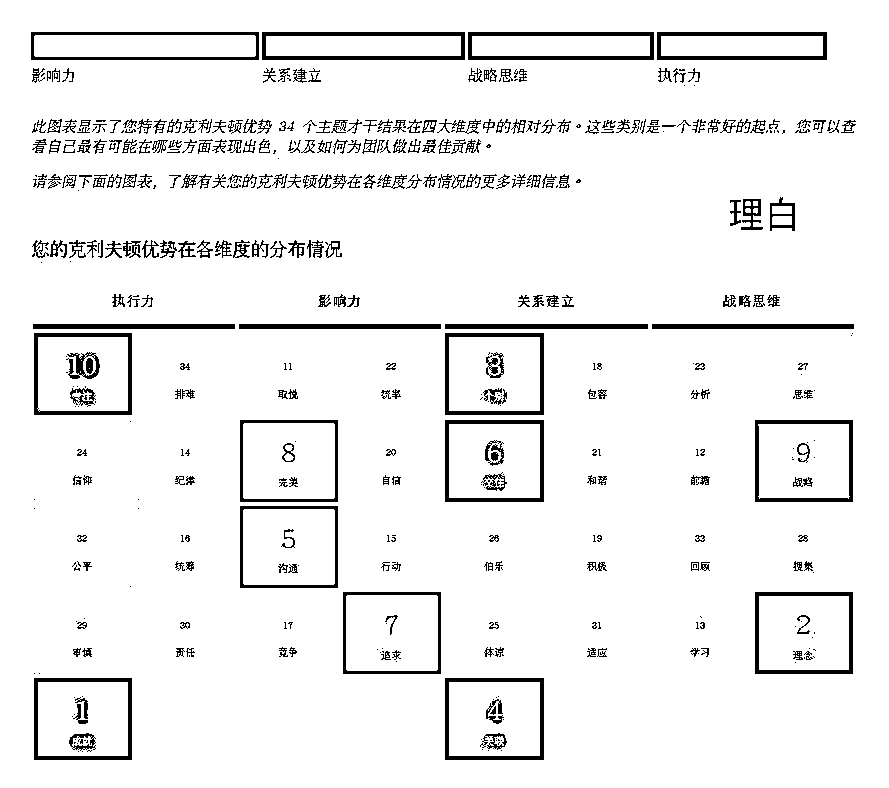 影响力 关系建立 战略思维 执行力
此图表显示了您特有的克利夫顿优势 34 个主题才干结果在四大维度中的相对分布。这些类别是一个非常好的起点，您可以查
看自己最有可能在哪些方面表现出色，以及如何为团队做出最佳贡献。
请参阅下面的图表，了解有关您的克利夫顿优势在各维度分布情况的更多详细信息。
理白
您的克利夫顿优势在各维度的分布情况
执行力 影响力 关系建立 战略思维
10 34 11 22 3 18 23 27
专注 排难 取悦 统率 个别 包容 分析 思维
24 14 8 20 6 21 12 9
信仰 纪律 完美 自信 交往 和谐 前瞻 战略
32 16 5 15 26 19 33 28
公平 统筹 沟通 行动 伯乐 积极 回顾 搜集
29 30 17 7 25 31 13 2
审慎 责任 竞争 追求 体谅 适应 学习 理念
1 4
成就 关联